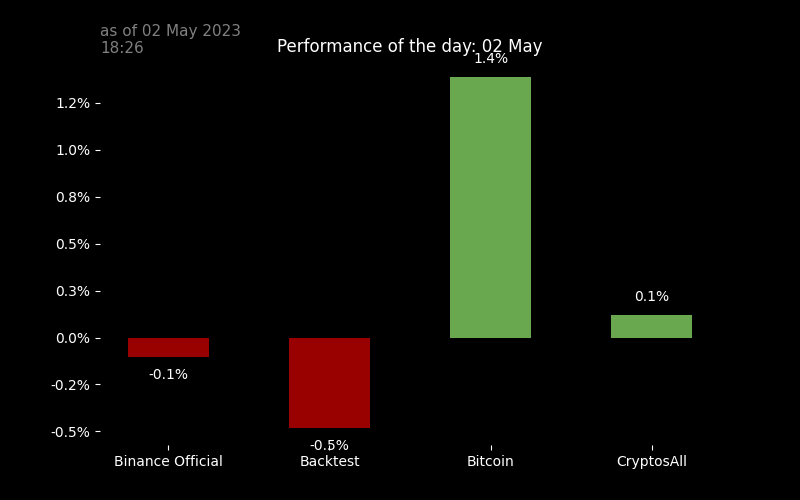 as of 02 May 2023
18:26
Performance of the day: 02 May
1.4%
1.2%
1.0%
0.8%
0.5%
0.3%
0.1%
0.0%
-0.1%
-0.2%
-0.5%
-0.5%
Binance Official
Backtest
Bitcoin
CryptosAll